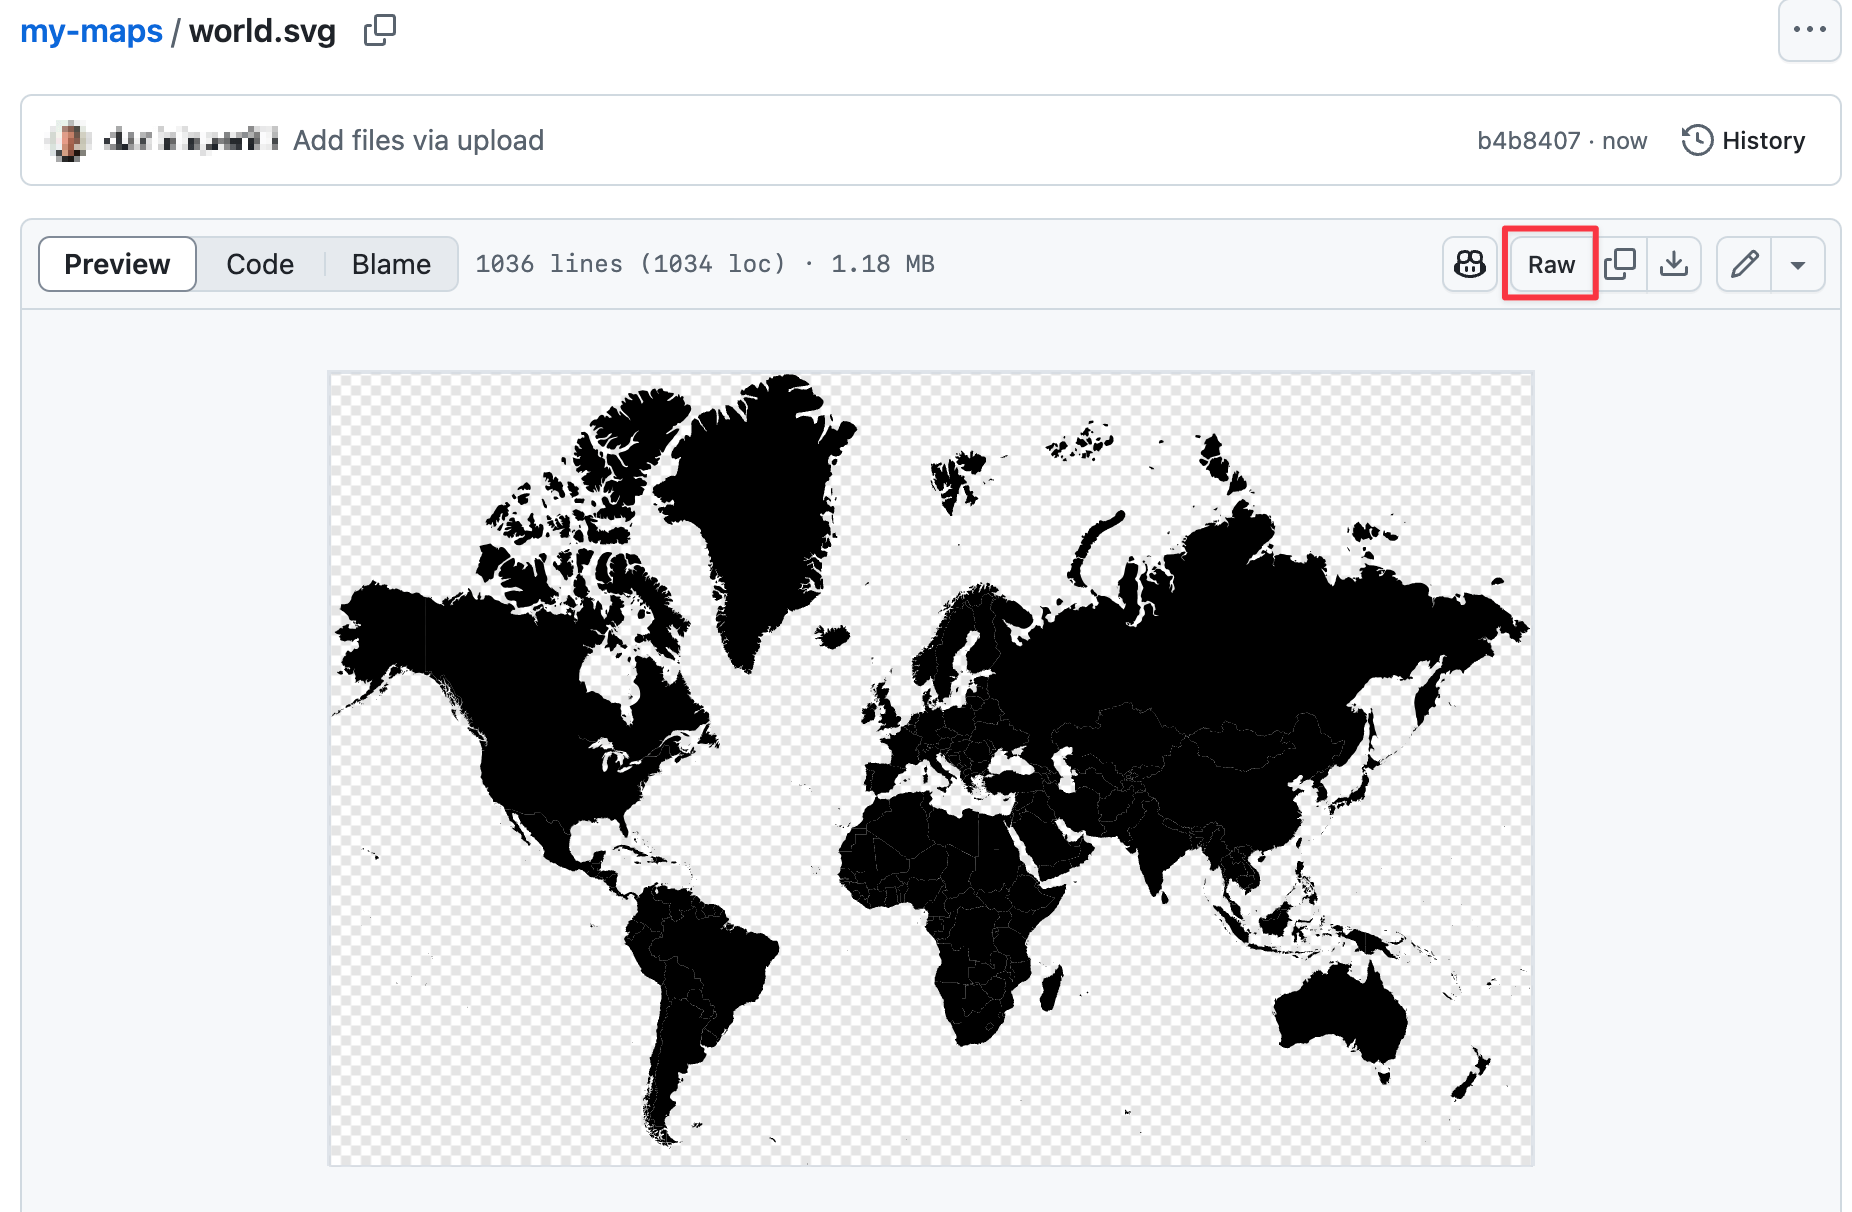 my-maps / world.svg
Add files via upload b4b8407 · now History
Preview Code Blame 1036 lines (1034 loc) · 1.18 MB Raw